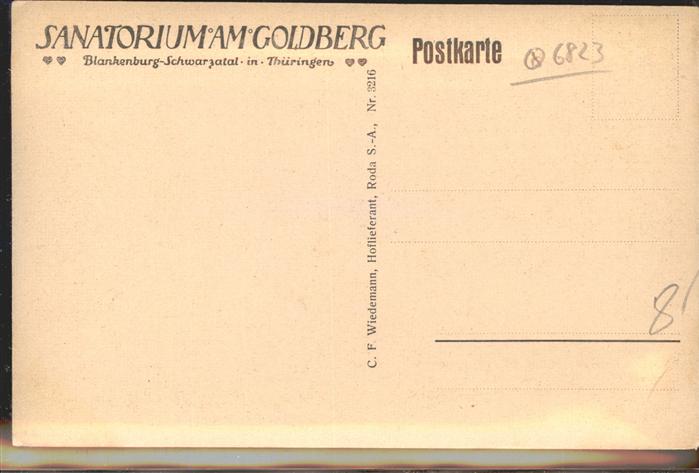 SANATORIUM·AM·GOLDBERG
Blankenburg-Schwarzatal · in · Thüringen
Postkarte
6823
C. F. Wiedemann, Hoflieferant, Roda S.-A., Nr. 3216
8